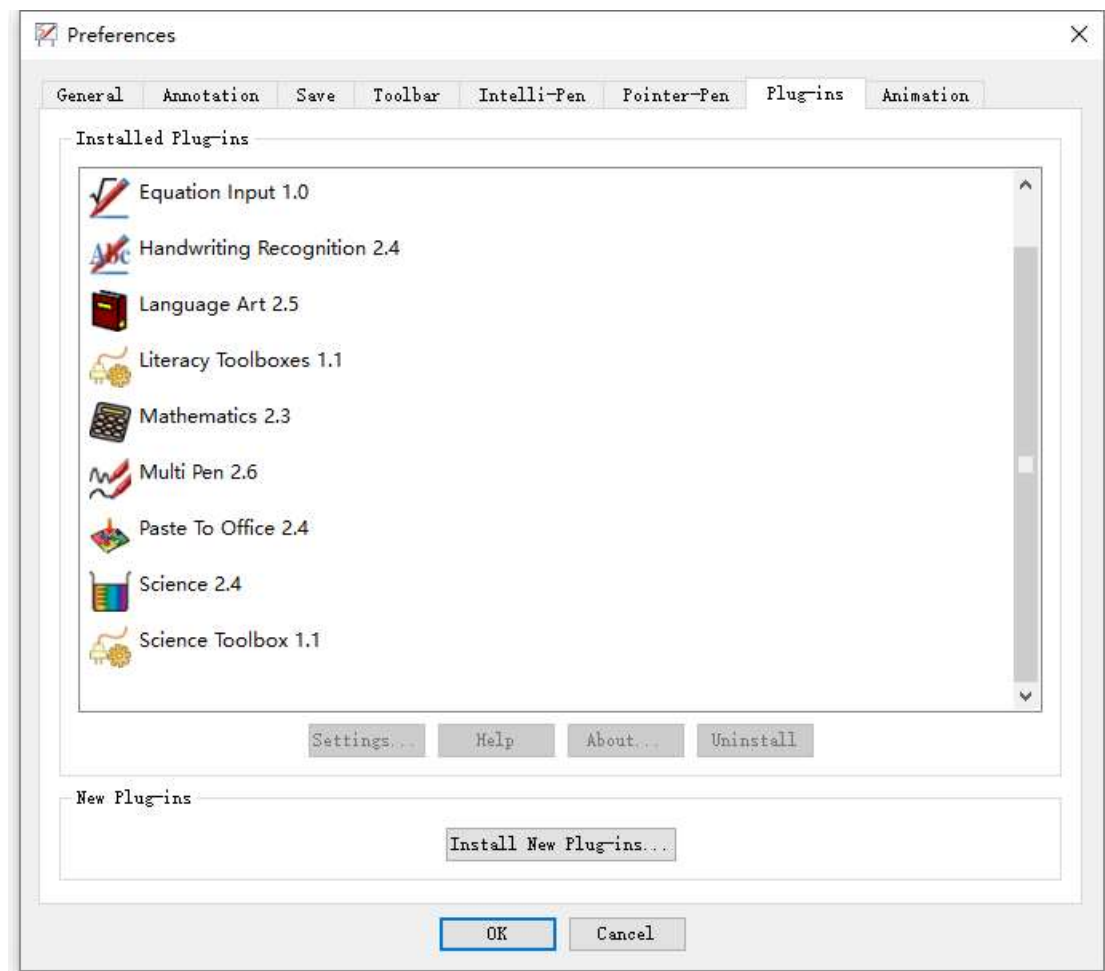 Preferences
General Annotation Save Toolbar Intelli-Pen Pointer-Pen Plug-ins Animation
Installed Plug-ins
Equation Input 1.0
Handwriting Recognition 2.4
Language Art 2.5
Literacy Toolboxes 1.1
Mathematics 2.3
Multi Pen 2.6
Paste To Office 2.4
Science 2.4
Science Toolbox 1.1
Settings... Help About... Uninstall
New Plug-ins
Install New Plug-ins...
OK Cancel